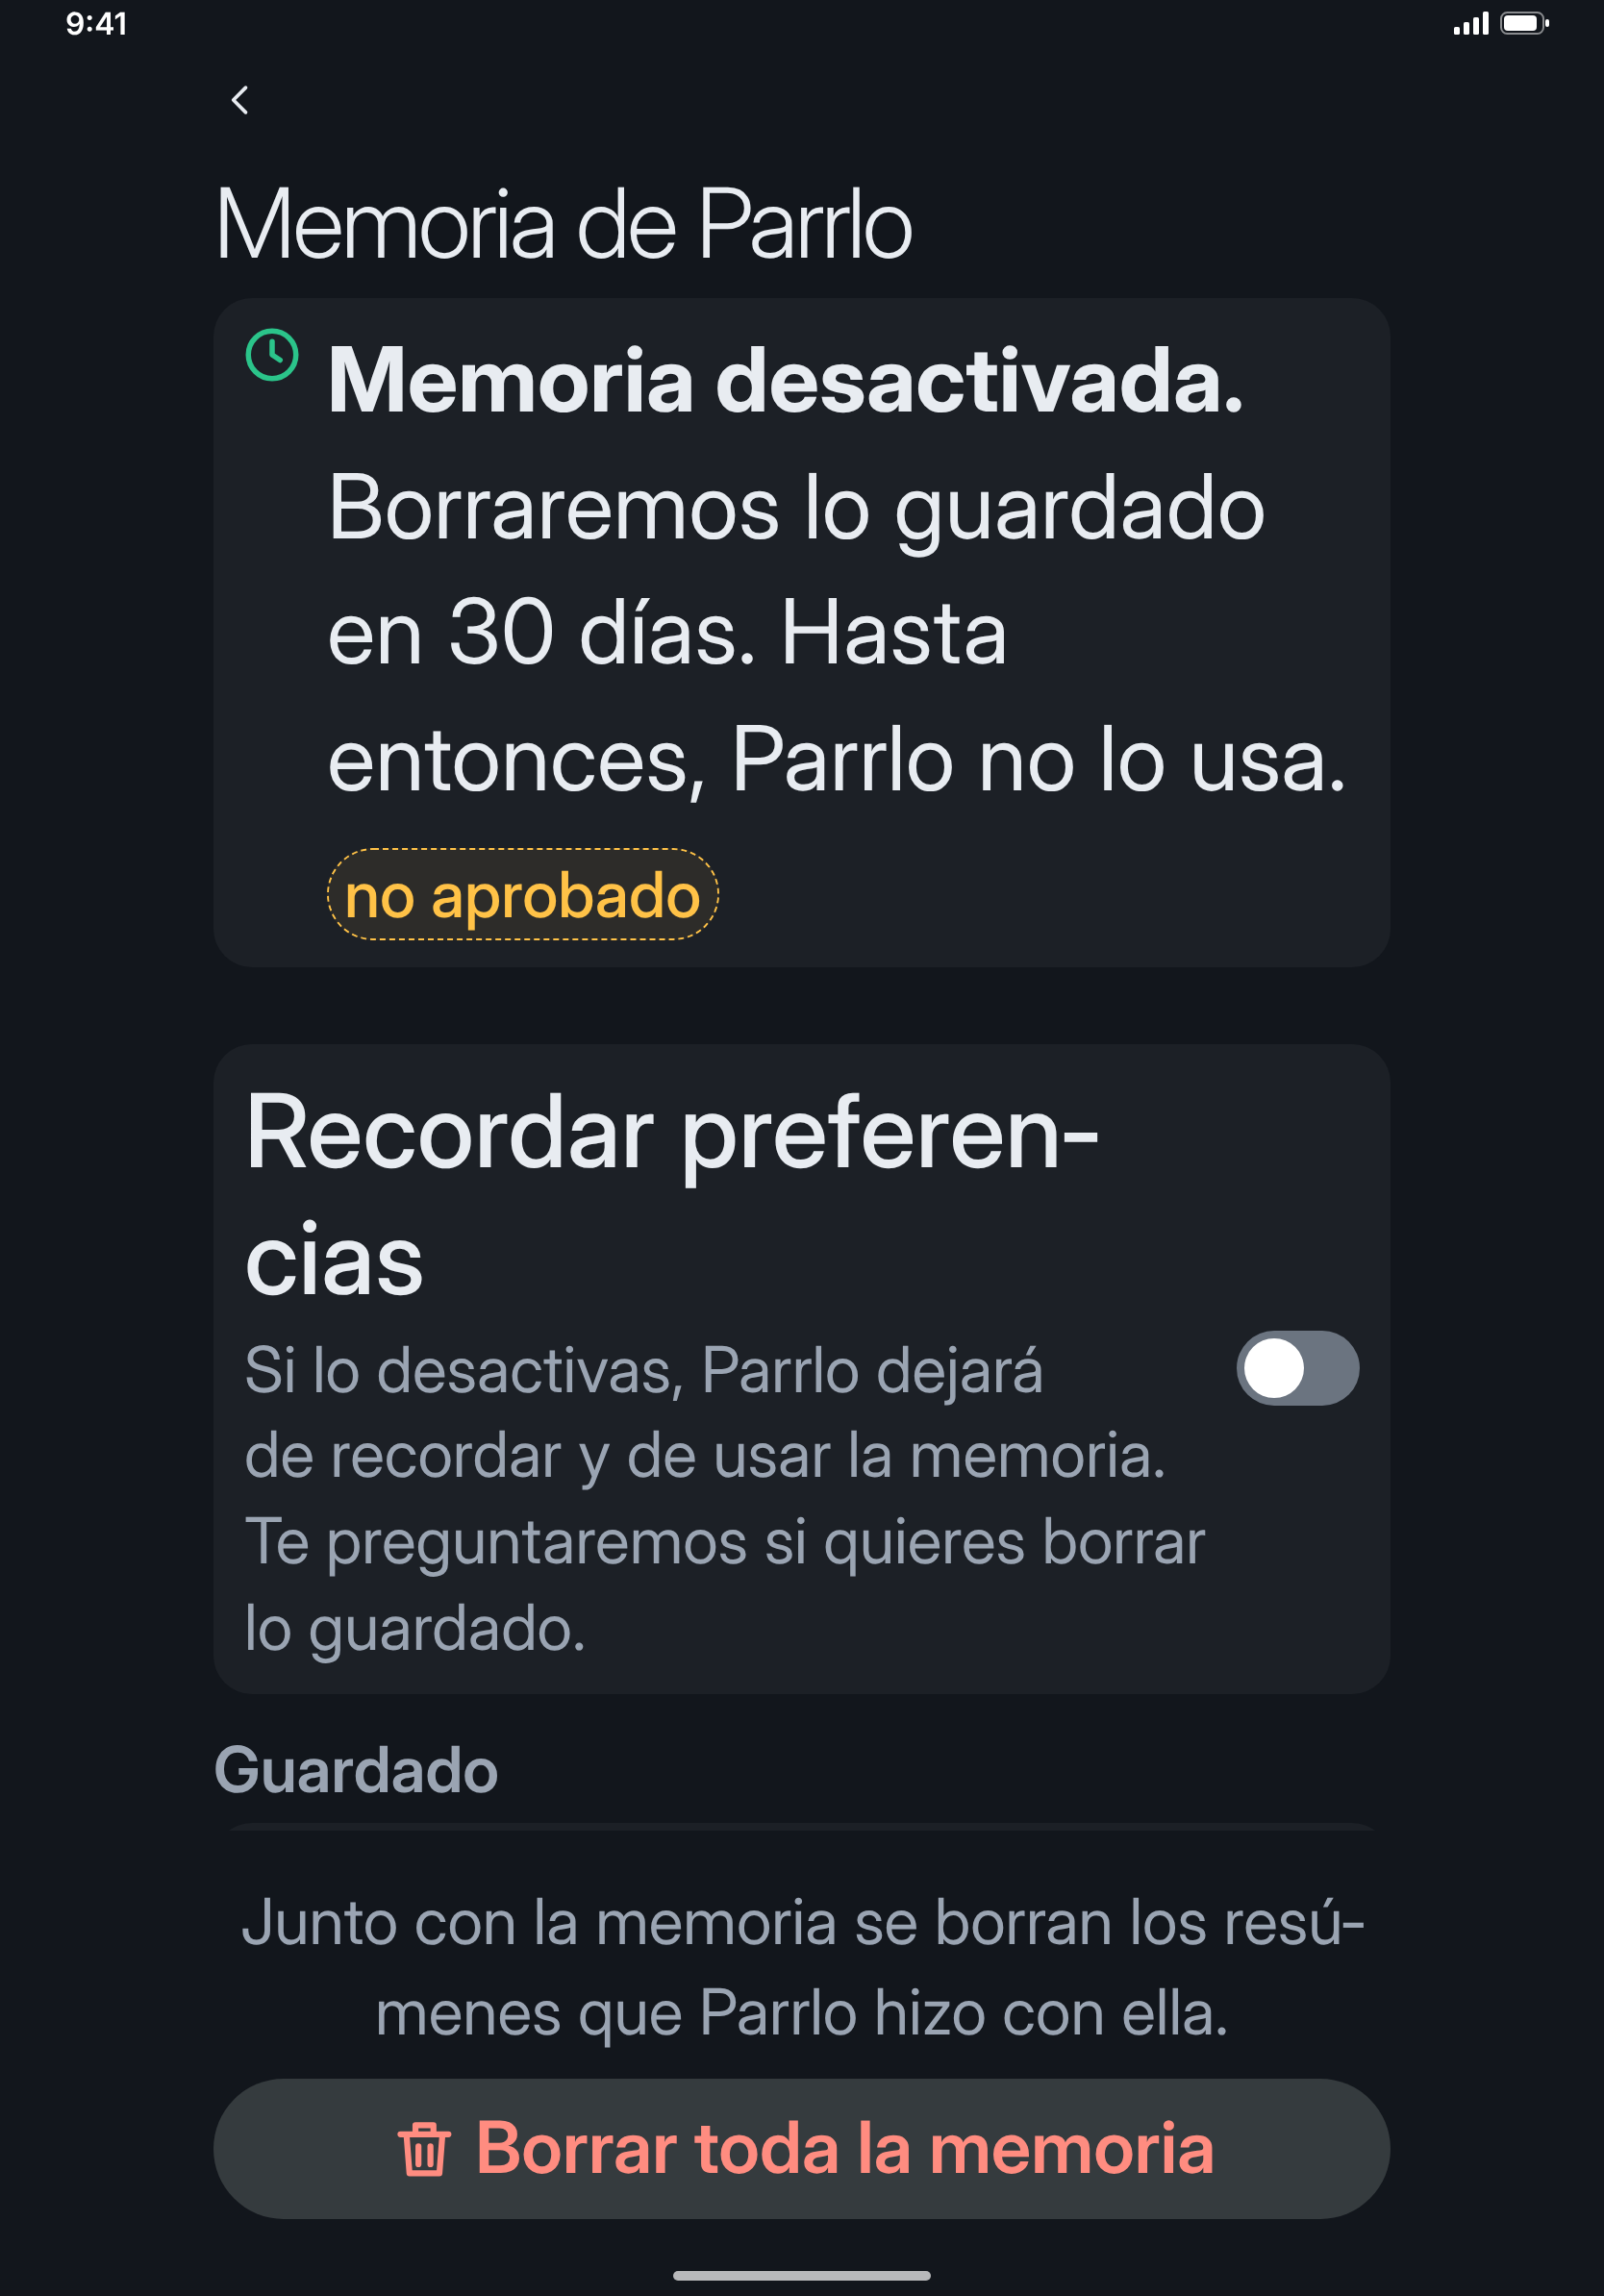 9:41
Memoria de Parrlo
Memoria desactivada.
Borraremos lo guardado
en 30 días. Hasta
entonces, Parrlo no lo usa.
no aprobado
Recordar preferen-
cias
Si lo desactivas, Parrlo dejará
de recordar y de usar la memoria.
Te preguntaremos si quieres borrar
lo guardado.
Guardado
Junto con la memoria se borran los resú-
menes que Parrlo hizo con ella.
Borrar toda la memoria